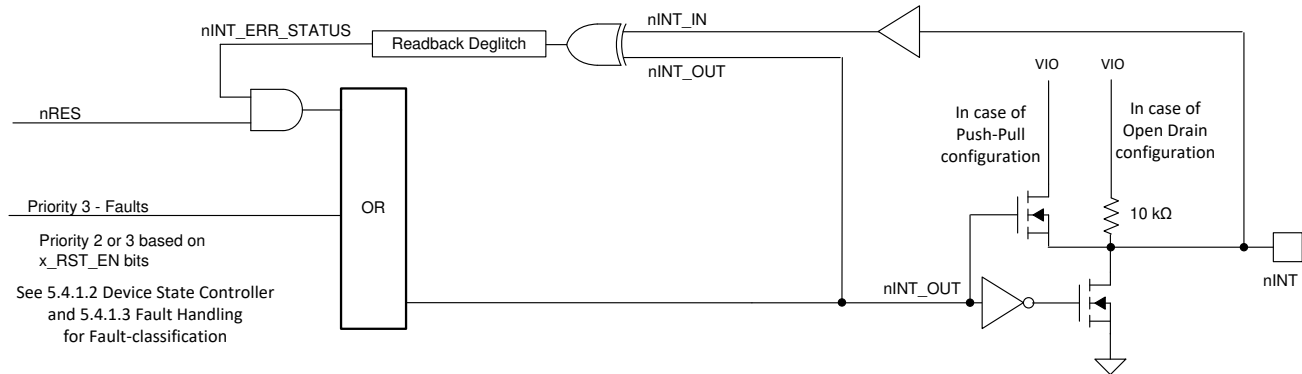 nINT_ERR_STATUS
Readback Deglitch
nINT_IN
nINT_OUT
nRES
VIO
VIO
In case of
Push-Pull
configuration
In case of
Open Drain
configuration
Priority 3 - Faults
Priority 2 or 3 based on
x_RST_EN bits
See 5.4.1.2 Device State Controller
and 5.4.1.3 Fault Handling
for Fault-classification
OR
10 kΩ
nINT_OUT
nINT